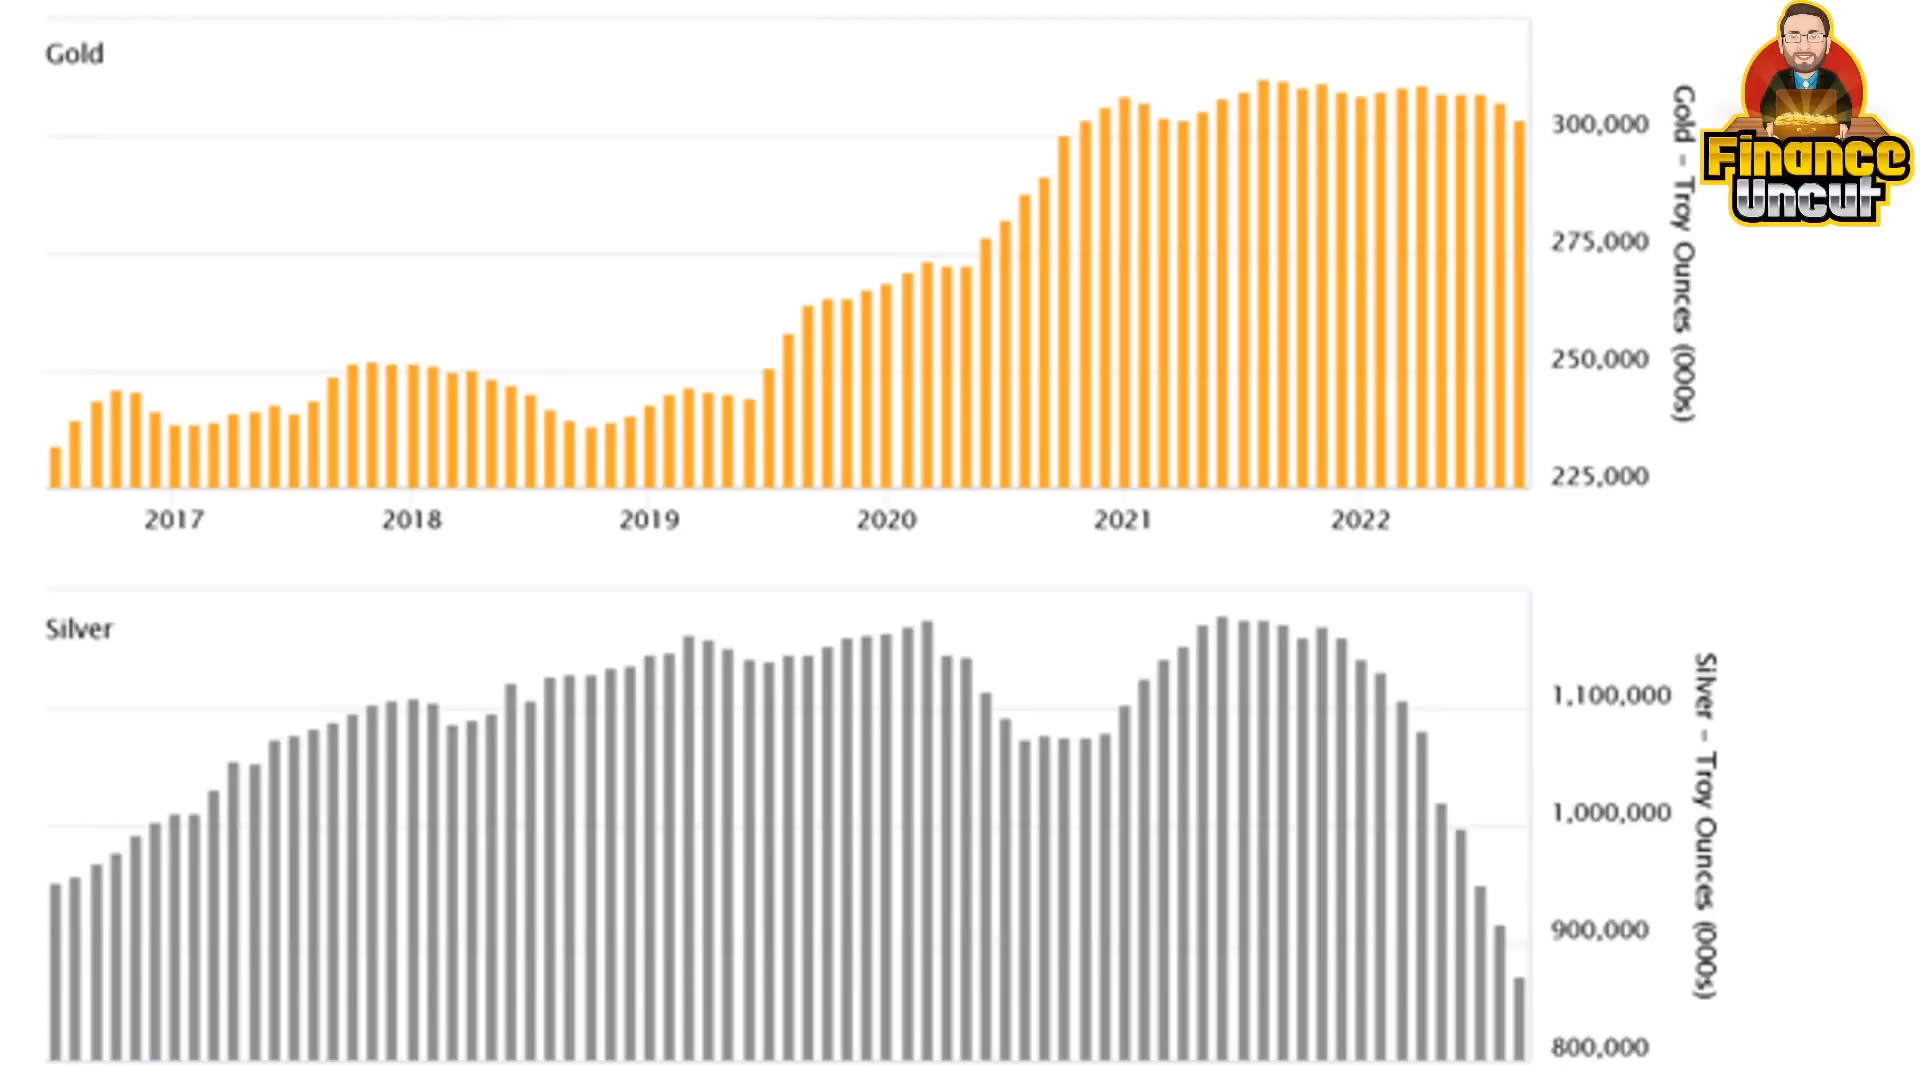 Gold
300,000
275,000
250,000
225,000
Gold – Troy Ounces (000s)
2017 2018 2019 2020 2021 2022
Finance
Uncut
Silver
1,100,000
1,000,000
900,000
800,000
Silver – Troy Ounces (000s)